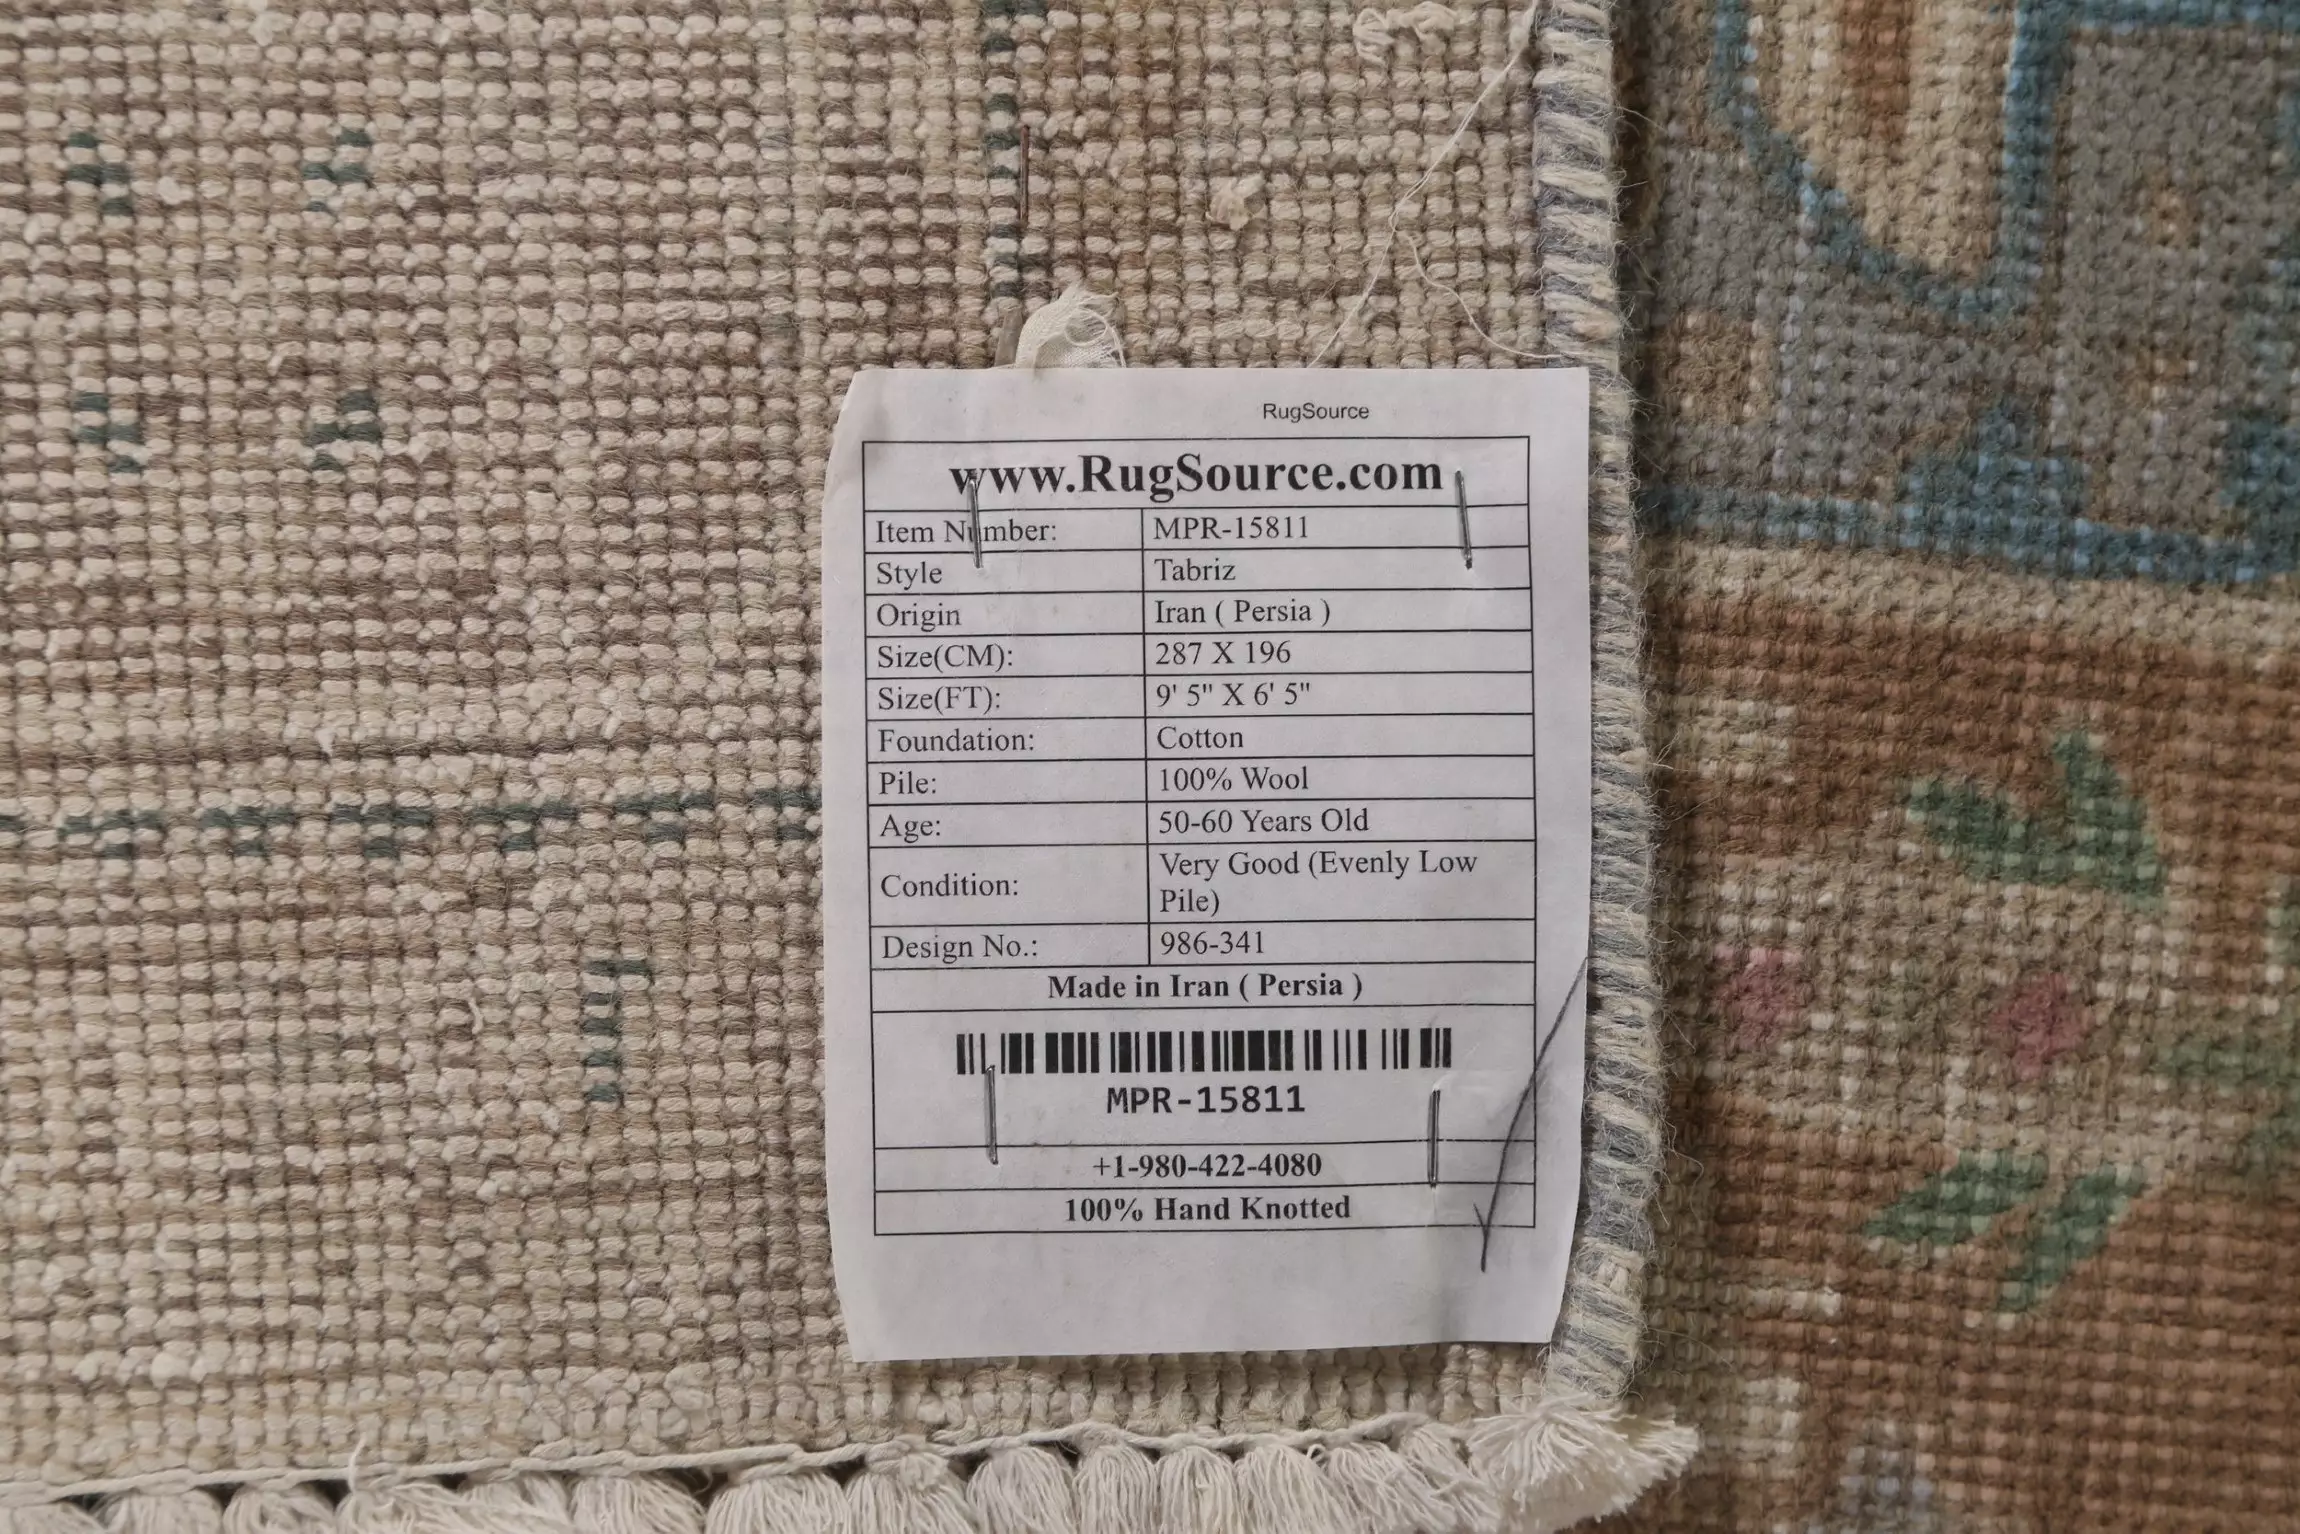 RugSource
www.RugSource.com
Item Number: MPR-15811
Style Tabriz
Origin Iran ( Persia )
Size(CM): 287 X 196
Size(FT): 9' 5" X 6' 5"
Foundation: Cotton
Pile: 100% Wool
Age: 50-60 Years Old
Condition: Very Good (Evenly Low
Pile)
Design No.: 986-341
Made in Iran ( Persia )
MPR-15811
+1-980-422-4080
100% Hand Knotted